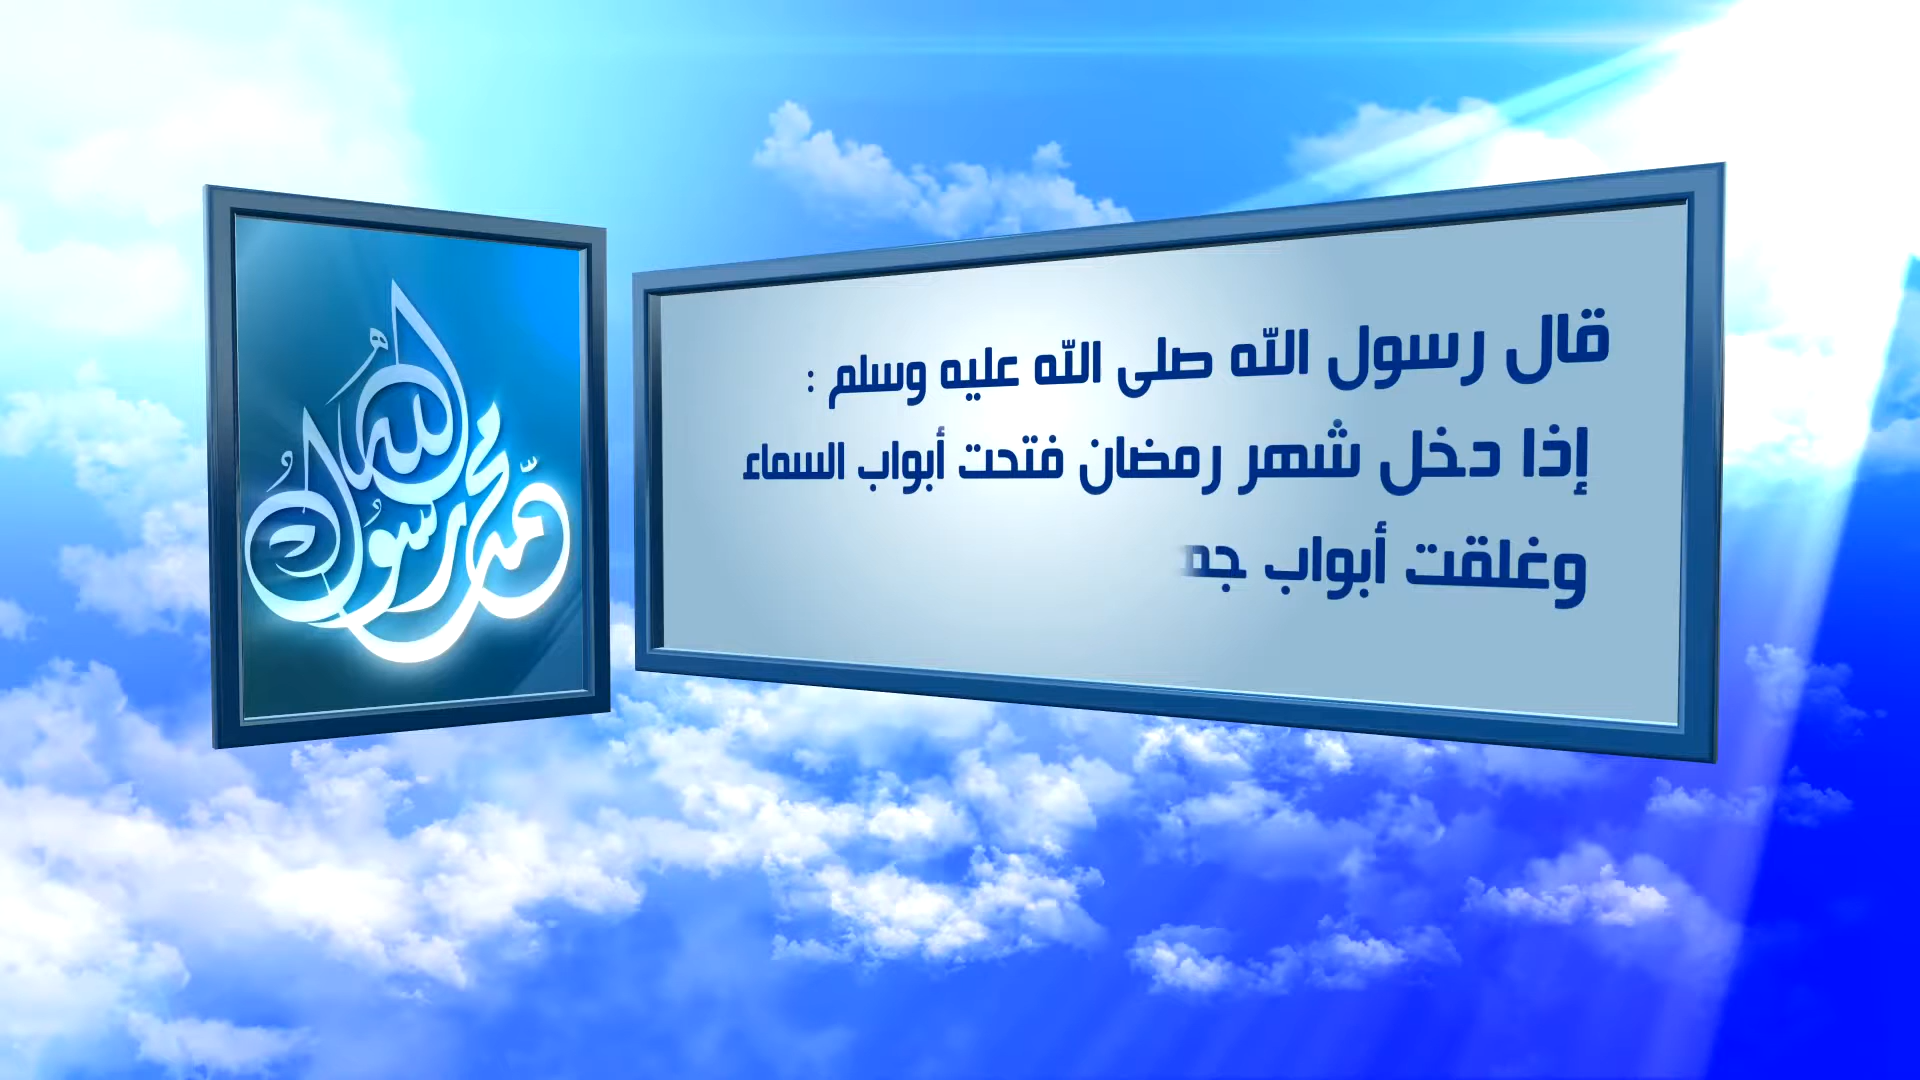 قال رسول الله صلى الله عليه وسلم :
إذا دخل شهر رمضان فتحت أبواب السماء
وغلقت أبواب
محمد رسول الله